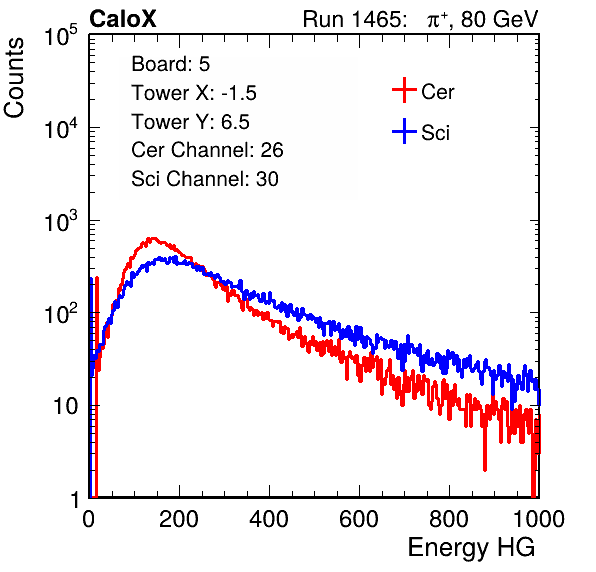 CaloX Run 1465: π⁺, 80 GeV
Counts
10⁵
10⁴
10³
10²
10
1
Board: 5
Tower X: -1.5
Tower Y: 6.5
Cer Channel: 26
Sci Channel: 30
Cer
Sci
0 200 400 600 800 1000
Energy HG